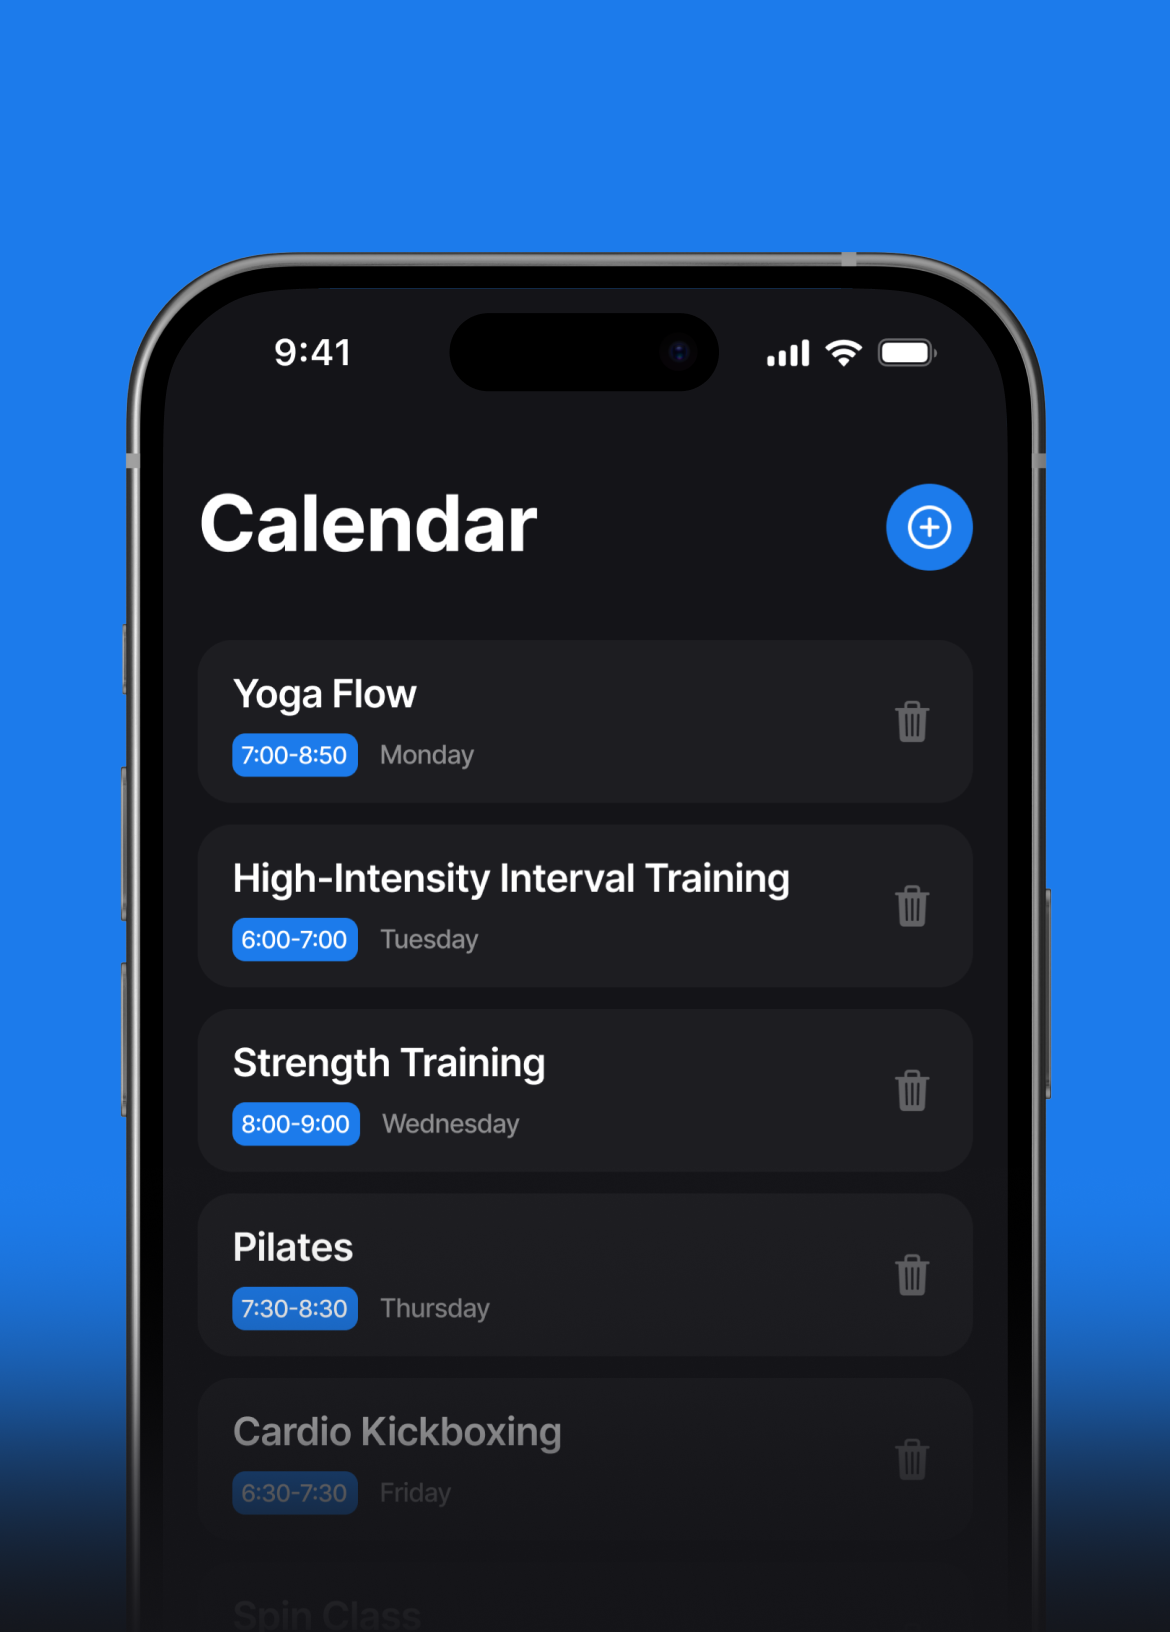 9:41
Calendar
Yoga Flow
7:00-8:50 Monday
High-Intensity Interval Training
6:00-7:00 Tuesday
Strength Training
8:00-9:00 Wednesday
Pilates
7:30-8:30 Thursday
Cardio Kickboxing
6:30-7:30 Friday
Spin Class